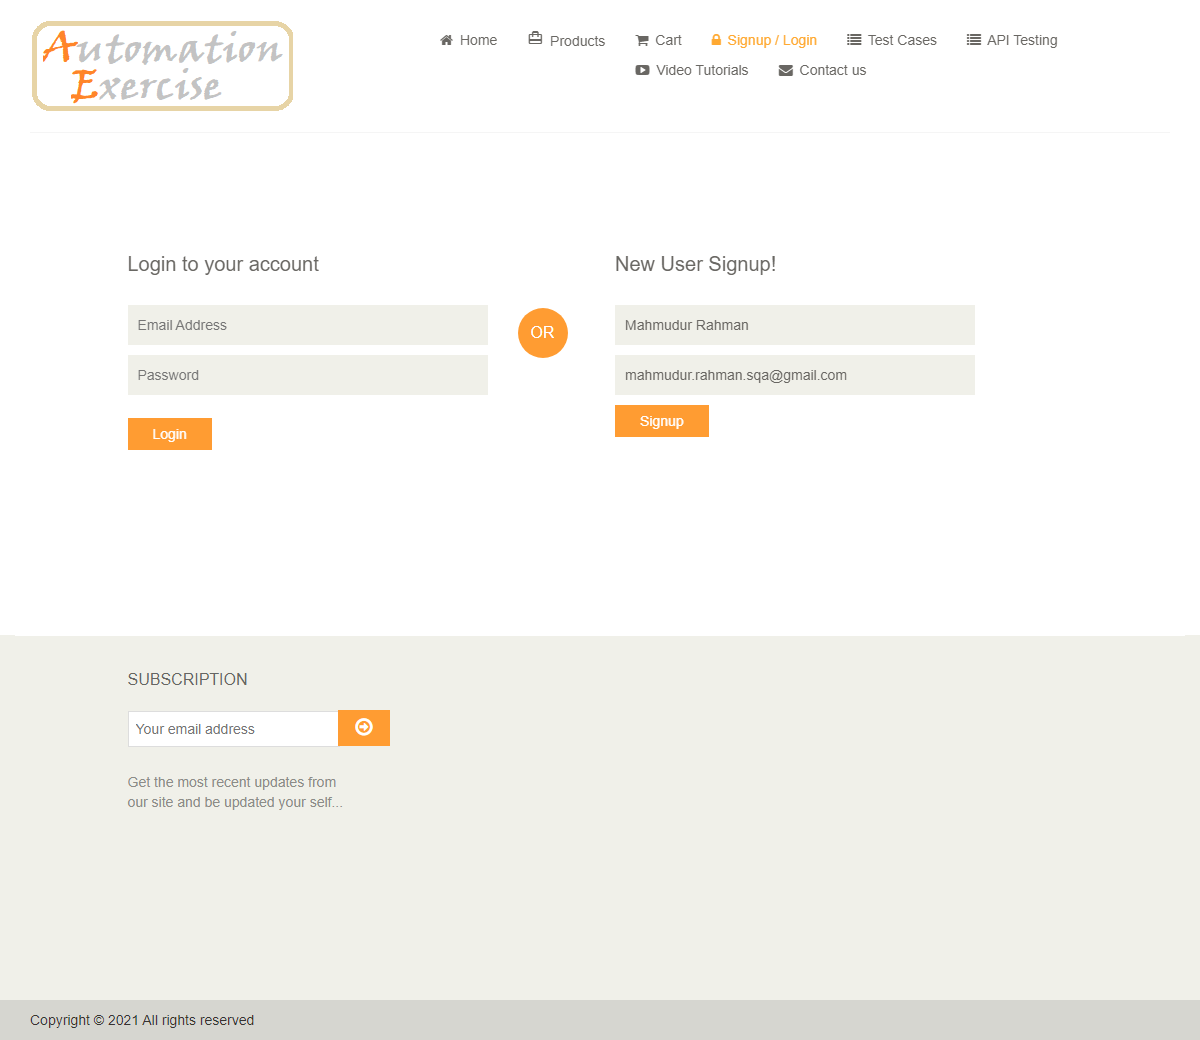 Automation
Exercise
Home Products Cart Signup / Login Test Cases API Testing
Video Tutorials Contact us
Login to your account
Email Address
Password
Login
OR
New User Signup!
Mahmudur Rahman
mahmudur.rahman.sqa@gmail.com
Signup
SUBSCRIPTION
Your email address
Get the most recent updates from
our site and be updated your self...
Copyright © 2021 All rights reserved